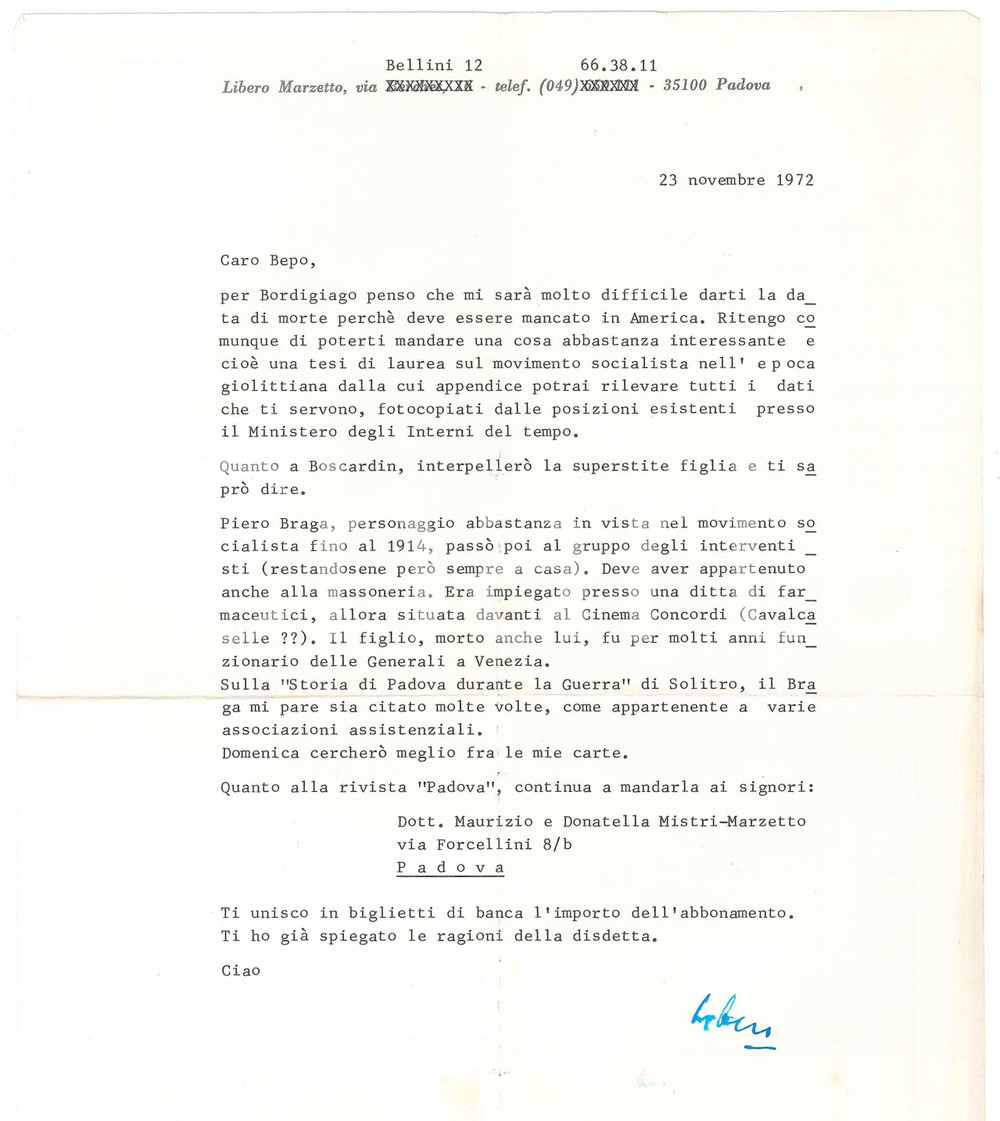 Bellini 12 66.38.11
Libero Marzetto, via - telef. (049) - 35100 Padova
23 novembre 1972
Caro Bepo,
per Bordigiago penso che mi sarà molto difficile darti la da_
ta di morte perchè deve essere mancato in America. Ritengo co
munque di poterti mandare una cosa abbastanza interessante e
cioè una tesi di laurea sul movimento socialista nell' epoca
giolittiana dalla cui appendice potrai rilevare tutti i dati
che ti servono, fotocopiati dalle posizioni esistenti presso
il Ministero degli Interni del tempo.
Quanto a Boscardin, interpellerò la superstite figlia e ti sa
prò dire.
Piero Braga, personaggio abbastanza in vista nel movimento so
cialista fino al 1914, passò poi al gruppo degli interventi _
sti (restandosene però sempre a casa). Deve aver appartenuto
anche alla massoneria. Era impiegato presso una ditta di far_
maceutici, allora situata davanti al Cinema Concordi (Cavalca
selle ??). Il figlio, morto anche lui, fu per molti anni fun_
zionario delle Generali a Venezia.
Sulla "Storia di Padova durante la Guerra" di Solitro, il Bra
ga mi pare sia citato molte volte, come appartenente a varie
associazioni assistenziali.
Domenica cercherò meglio fra le mie carte.
Quanto alla rivista "Padova", continua a mandarla ai signori:
Dott. Maurizio e Donatella Mistri-Marzetto
via Forcellini 8/b
P a d o v a
Ti unisco in biglietti di banca l'importo dell'abbonamento.
Ti ho già spiegato le ragioni della disdetta.
Ciao
Libero